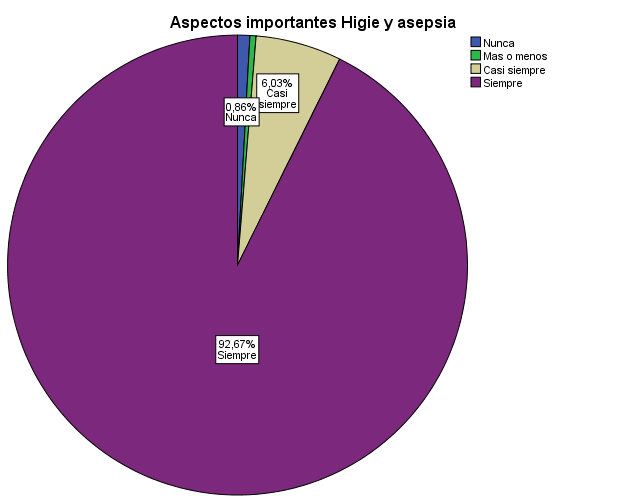 Aspectos importantes Higie y asepsia
Nunca
Mas o menos
Casi siempre
Siempre
6,03%
Casi
siempre
0,86%
Nunca
92,67%
Siempre